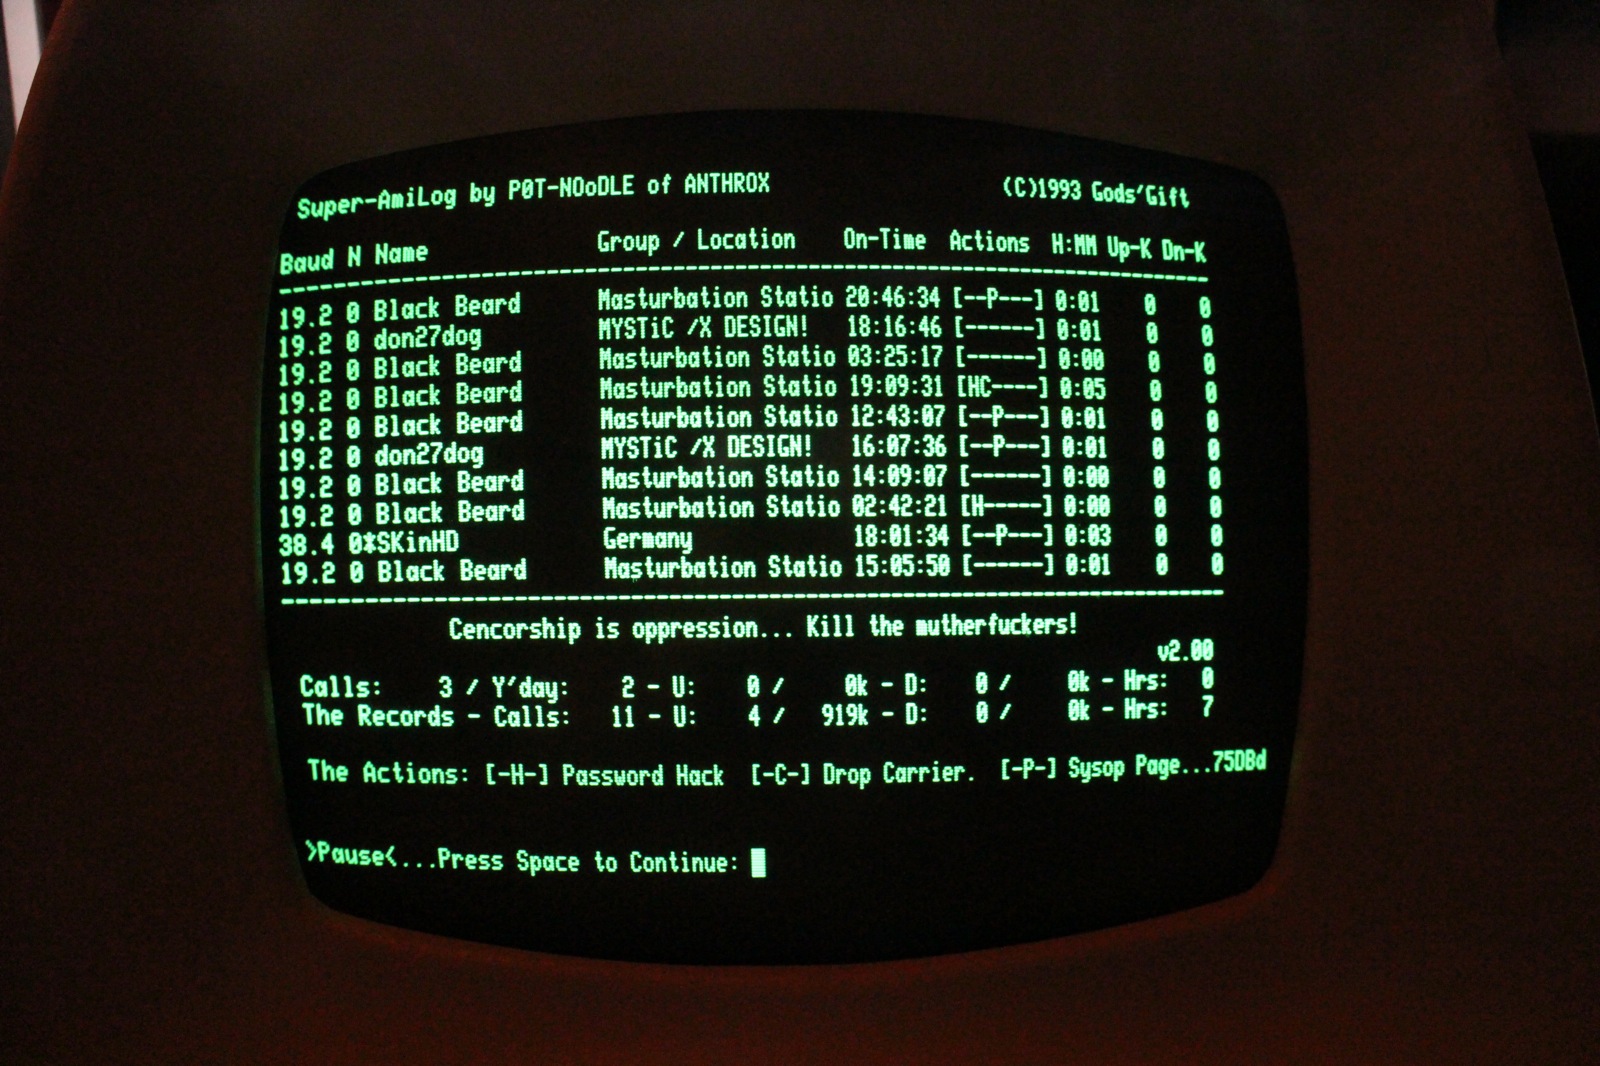 Super-AmiLog by P0T-NOoDLE of ANTHROX (C)1993 Gods'Gift
Baud N Name Group / Location On-Time Actions H:MM Up-K Dn-K
--------------------------------------------------------------------------------
19.2 0 Black Beard Masturbation Statio 20:46:34 [--P---] 0:01 0 0
19.2 0 don27dog MYSTiC /X DESIGN! 18:16:46 [------] 0:01 0 0
19.2 0 Black Beard Masturbation Statio 03:25:17 [------] 0:00 0 0
19.2 0 Black Beard Masturbation Statio 19:09:31 [HC----] 0:05 0 0
19.2 0 Black Beard Masturbation Statio 12:43:07 [--P---] 0:01 0 0
19.2 0 don27dog MYSTiC /X DESIGN! 16:07:36 [--P---] 0:01 0 0
19.2 0 Black Beard Masturbation Statio 14:09:07 [------] 0:00 0 0
19.2 0 Black Beard Masturbation Statio 02:42:21 [H-----] 0:00 0 0
38.4 0*SKinHD Germany 18:01:34 [--P---] 0:03 0 0
19.2 0 Black Beard Masturbation Statio 15:05:50 [------] 0:01 0 0
--------------------------------------------------------------------------------
Cencorship is oppression... Kill the mutherfuckers!
v2.00
Calls: 3 / Y'day: 2 - U: 0 / 0k - D: 0 / 0k - Hrs: 0
The Records - Calls: 11 - U: 4 / 919k - D: 0 / 0k - Hrs: 7
The Actions: [-H-] Password Hack [-C-] Drop Carrier. [-P-] Sysop Page...75DBd
>Pause<...Press Space to Continue: